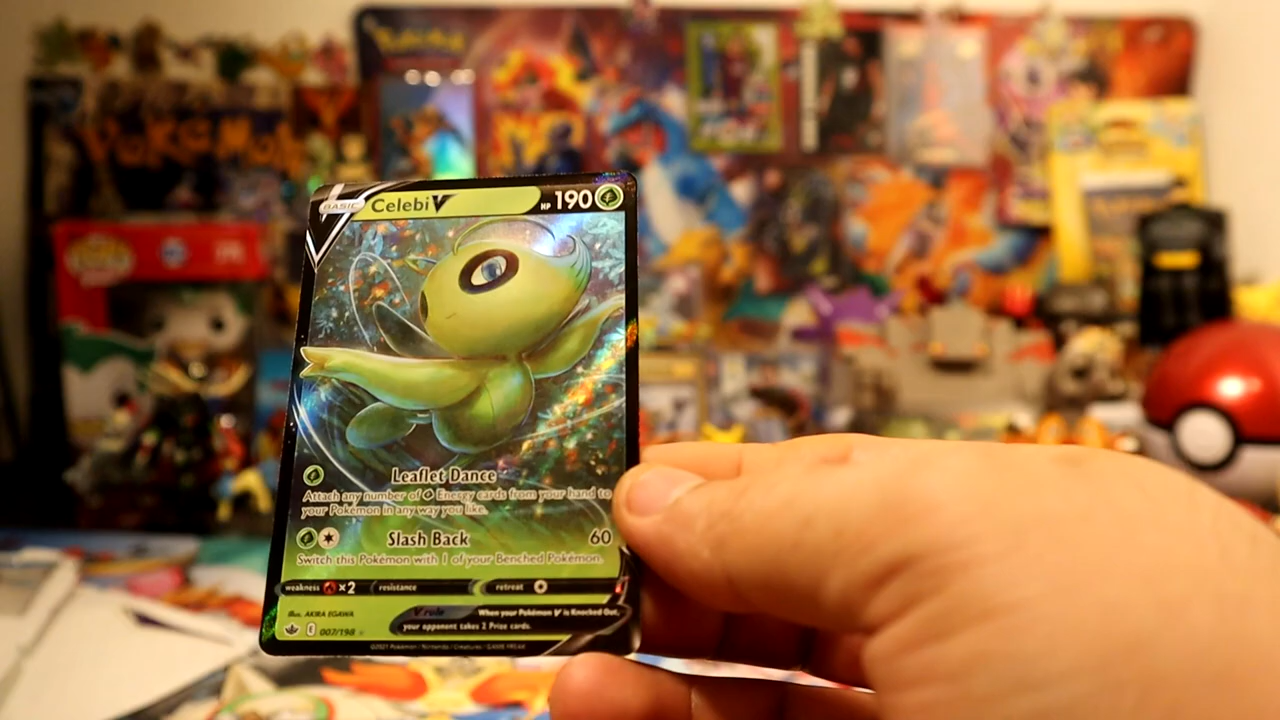 Pokémon
POKÉMON
BASIC Celebi V HP 190
Leaflet Dance
Attach any number of Energy cards from your hand to
your Pokémon in any way you like.
Slash Back 60
Switch this Pokémon with 1 of your Benched Pokémon.
weakness ×2 resistance retreat
Illus. AKIRA EGAWA V rule When your Pokémon V is Knocked Out,
your opponent takes 2 Prize cards.
E 007/198
©2021 Pokémon / Nintendo / Creatures / GAME FREAK